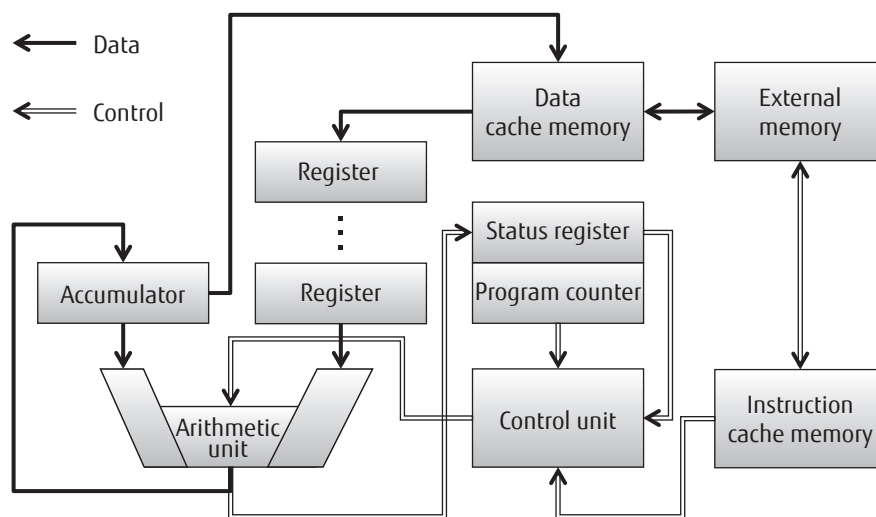 Data
Control
Data
cache memory
External
memory
Register
Status register
Accumulator
Register
Program counter
Arithmetic
unit
Control unit
Instruction
cache memory